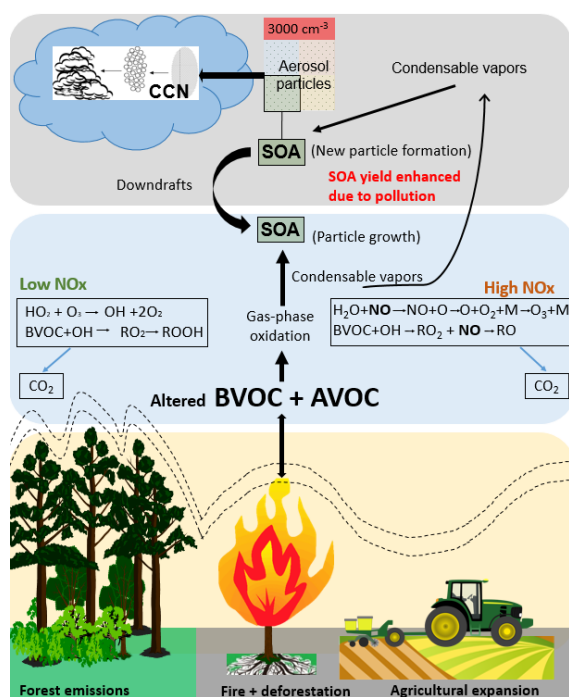 3000 cm⁻³
Aerosol
particles
Condensable vapors
CCN
SOA
(New particle formation)
SOA yield enhanced
due to pollution
Downdrafts
SOA
(Particle growth)
Condensable vapors
Low NOx
High NOx
HO₂ + O₃ → OH +2O₂
BVOC+OH → RO₂→ ROOH
Gas-phase
oxidation
H₂O+NO→NO+O→O+O₂+M→O₃+M
BVOC+OH →RO₂ + NO→RO
CO₂
CO₂
Altered BVOC + AVOC
Forest emissions
Fire + deforestation
Agricultural expansion